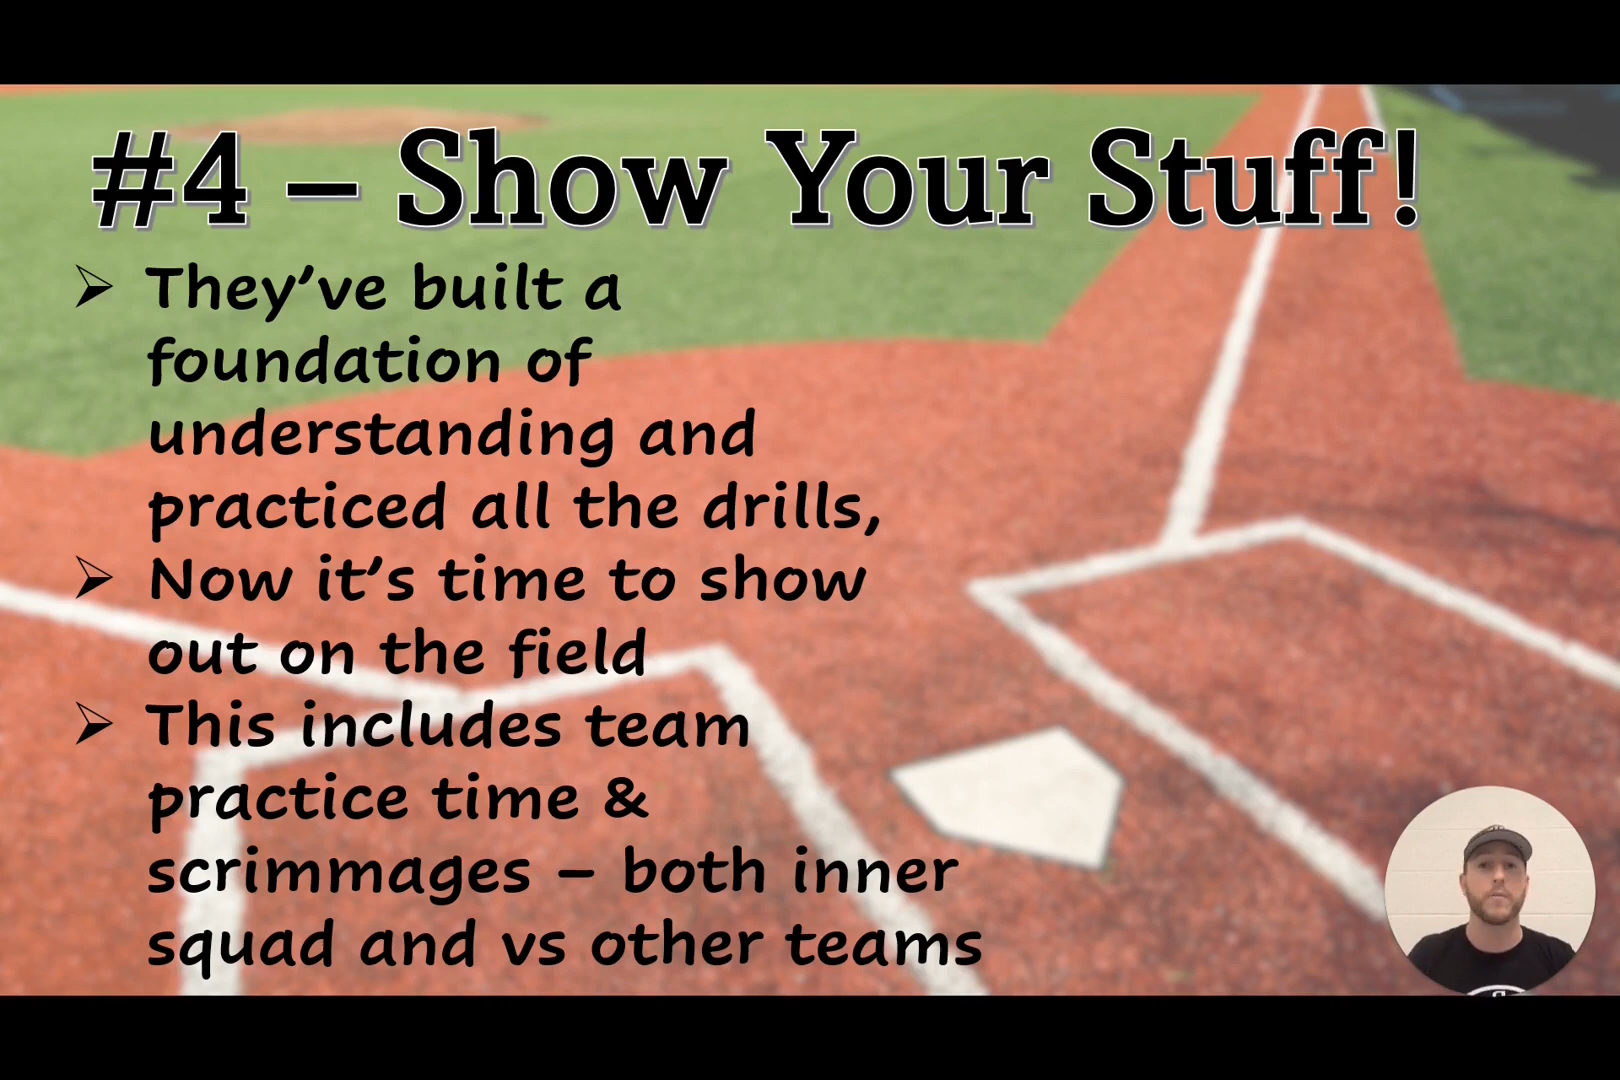 #4 – Show Your Stuff!
➢ They’ve built a
foundation of
understanding and
practiced all the drills,
➢ Now it’s time to show
out on the field
➢ This includes team
practice time &
scrimmages – both inner
squad and vs other teams